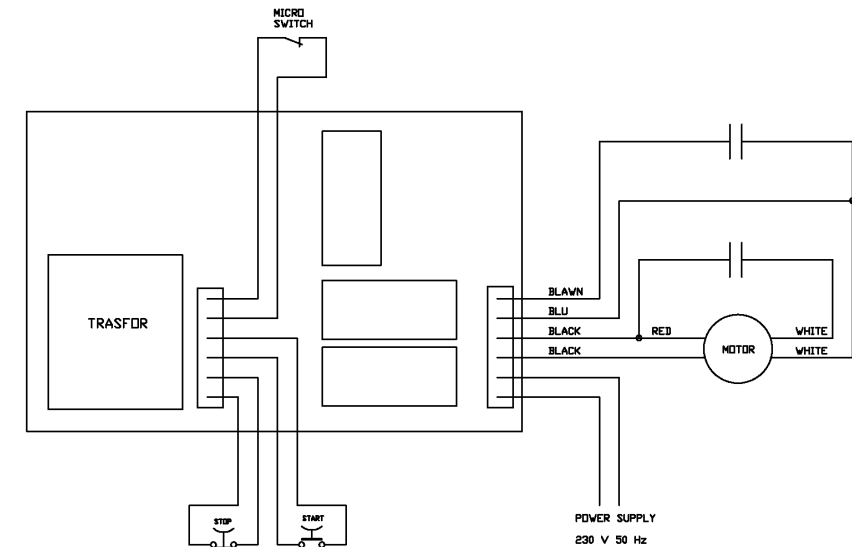 MICRO
SWITCH
TRASFOR
BLAWN
BLU
BLACK
RED
WHITE
BLACK
MOTOR
WHITE
STOP
START
POWER SUPPLY
230 V 50 Hz